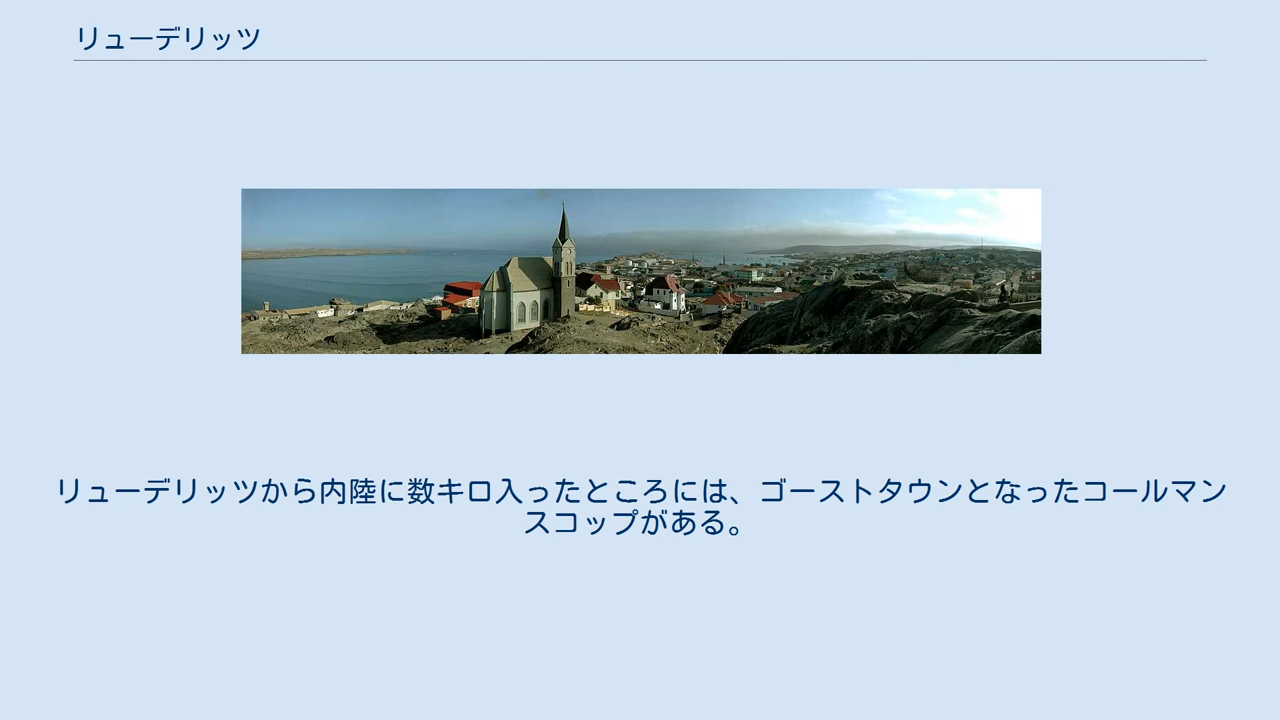 リューデリッツ
リューデリッツから内陸に数キロ入ったところには、ゴーストタウンとなったコールマン
スコップがある。